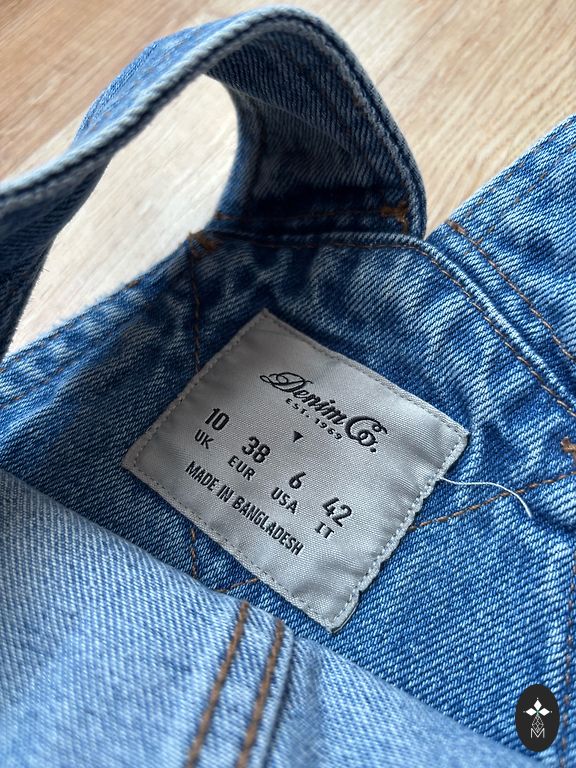 Denim Co.
EST. 1969
10 38 6 42
UK EUR USA IT
MADE IN BANGLADESH
M